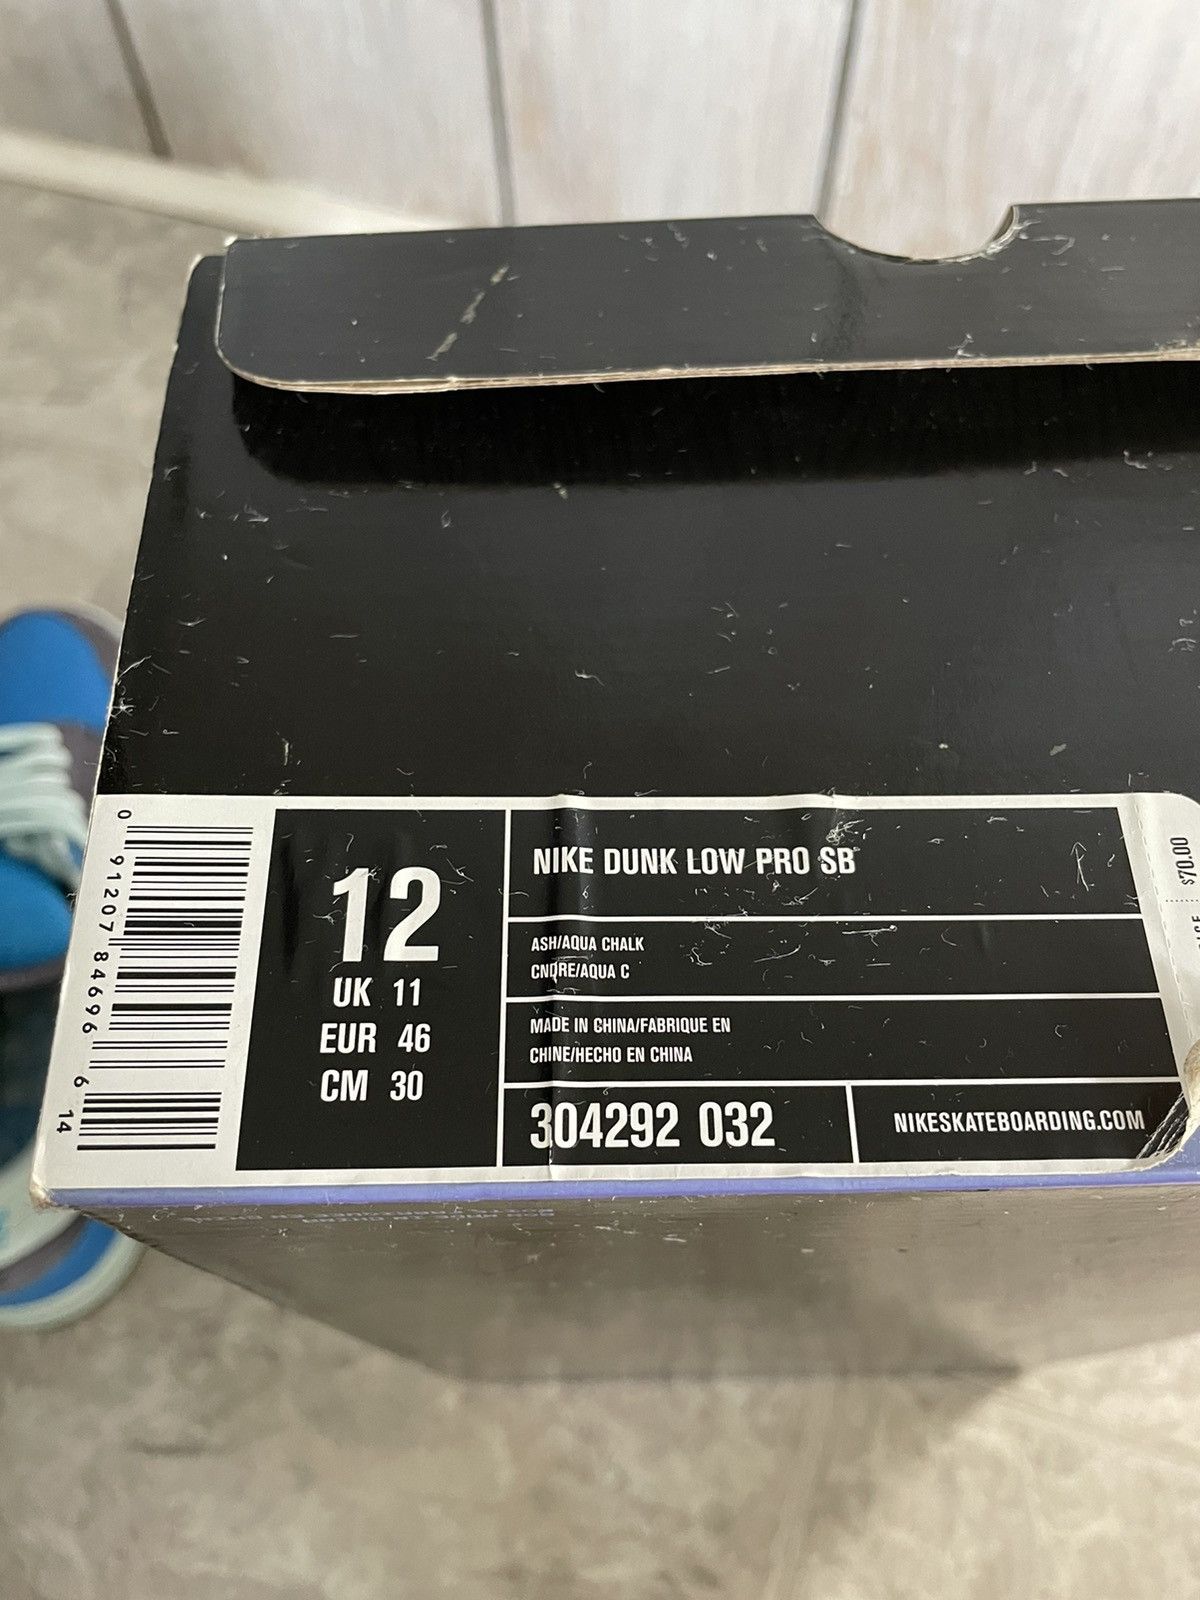 0 91207 84696 6 14
12
UK 11
EUR 46
CM 30
NIKE DUNK LOW PRO SB
ASH/AQUA CHALK
CNDRE/AQUA C
MADE IN CHINA/FABRIQUE EN
CHINE/HECHO EN CHINA
304292 032
NIKESKATEBOARDING.COM
$70.00